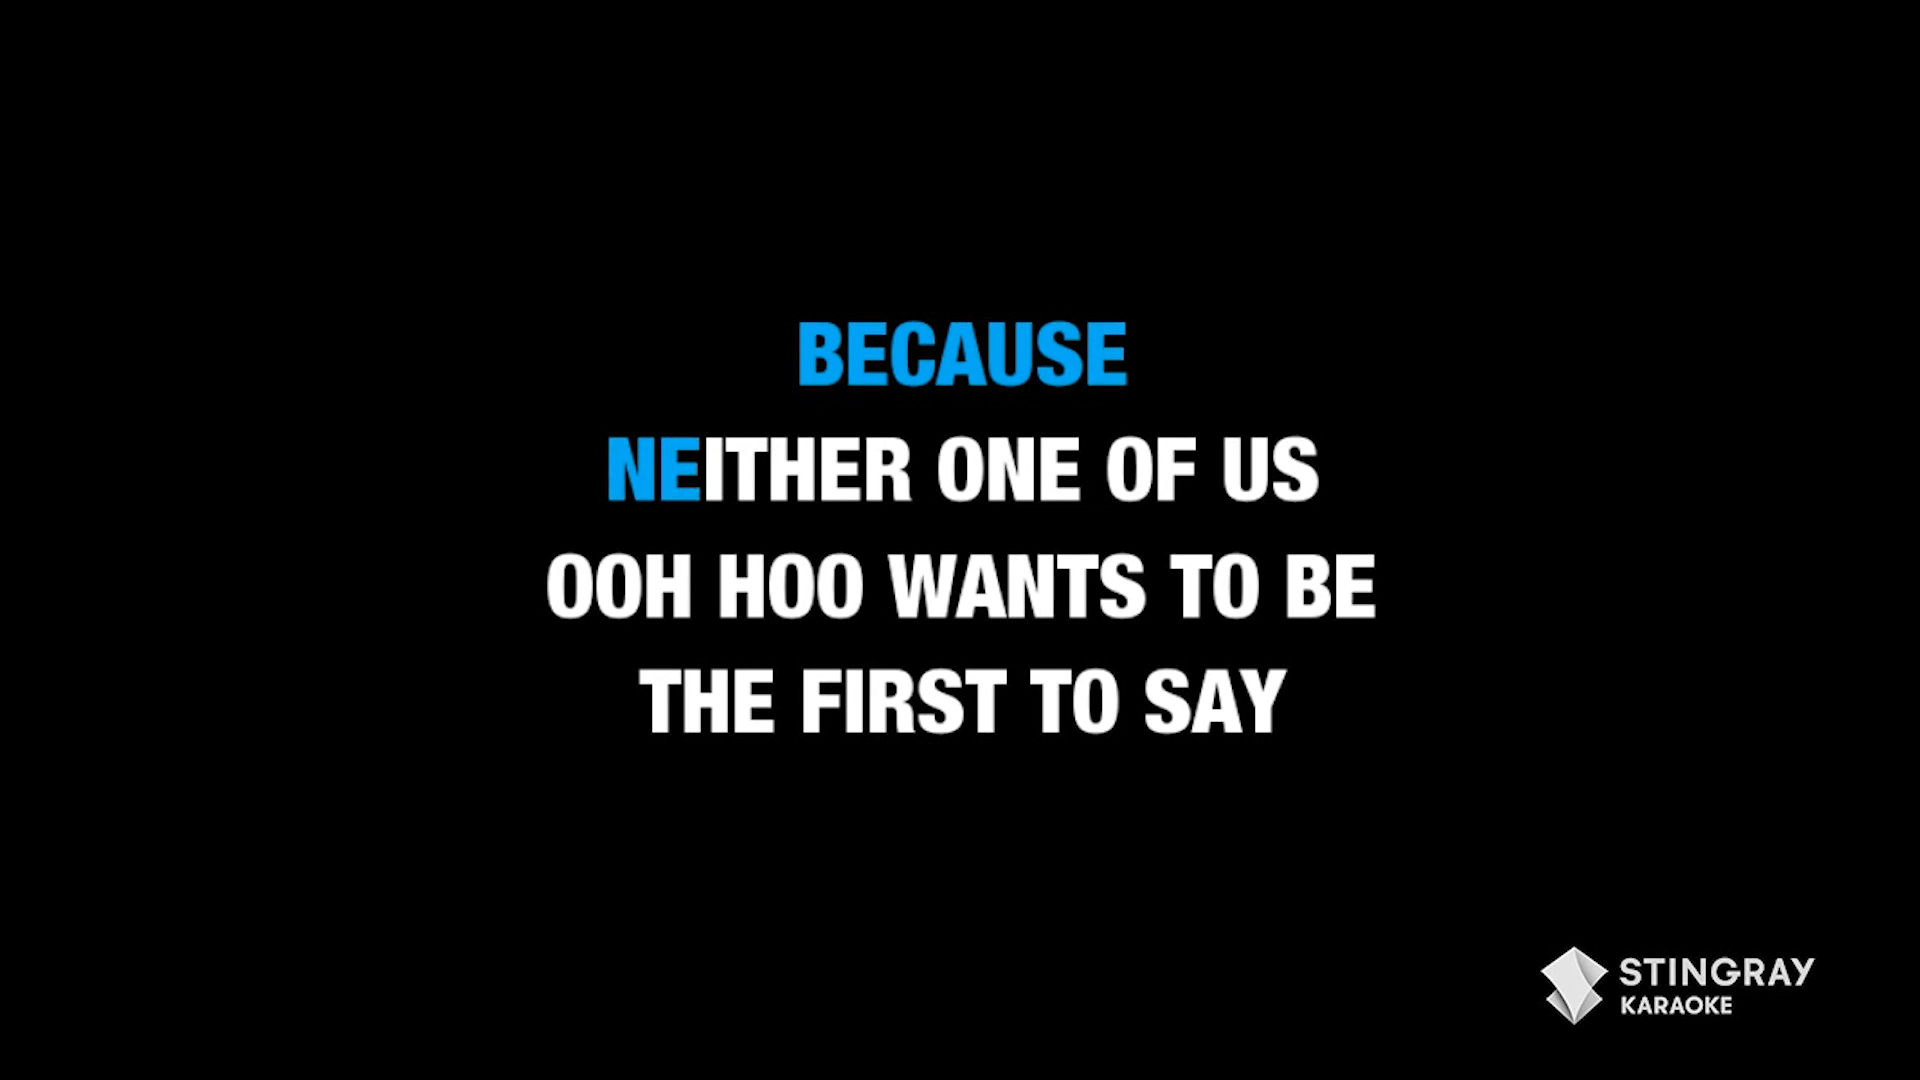 BECAUSE
NEITHER ONE OF US
OOH HOO WANTS TO BE
THE FIRST TO SAY
STINGRAY
KARAOKE